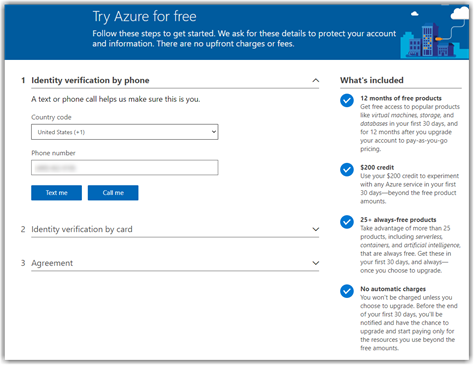 Try Azure for free
Follow these steps to get started. We ask for these details to protect your account
and information. There are no upfront charges or fees.
1 Identity verification by phone
A text or phone call helps us make sure this is you.
Country code
United States (+1)
Phone number
Text me
Call me
2 Identity verification by card
3 Agreement
What's included
12 months of free products
Get free access to popular products
like virtual machines, storage, and
databases in your first 30 days, and
for 12 months after you upgrade
your account to pay-as-you-go
pricing.
$200 credit
Use your $200 credit to experiment
with any Azure service in your first
30 days—beyond the free product
amounts.
25+ always-free products
Take advantage of more than 25
products, including serverless,
containers, and artificial intelligence,
that are always free. Get these in
your first 30 days, and always—
once you choose to upgrade.
No automatic charges
You won't be charged unless you
choose to upgrade. Before the end
of your first 30 days, you'll be
notified and have the chance to
upgrade and start paying only for
the resources you use beyond the
free amounts.